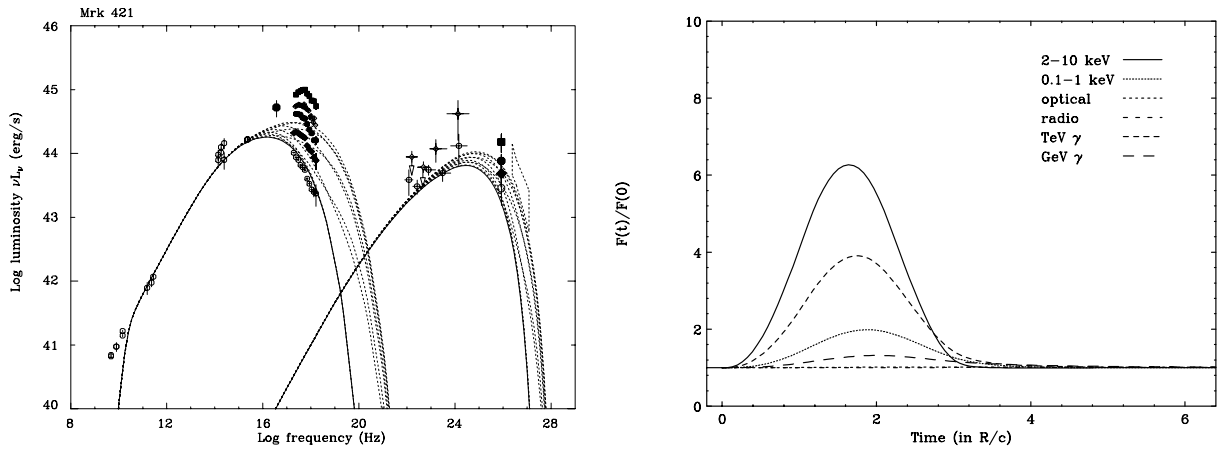 Mrk 421
46
45
44
43
42
41
40
Log luminosity νLν (erg/s)
8 12 16 20 24 28
Log frequency (Hz)
10
8
6
4
2
0
F(t)/F(0)
2-10 keV
0.1-1 keV
optical
radio
TeV γ
GeV γ
0 2 4 6
Time (in R/c)